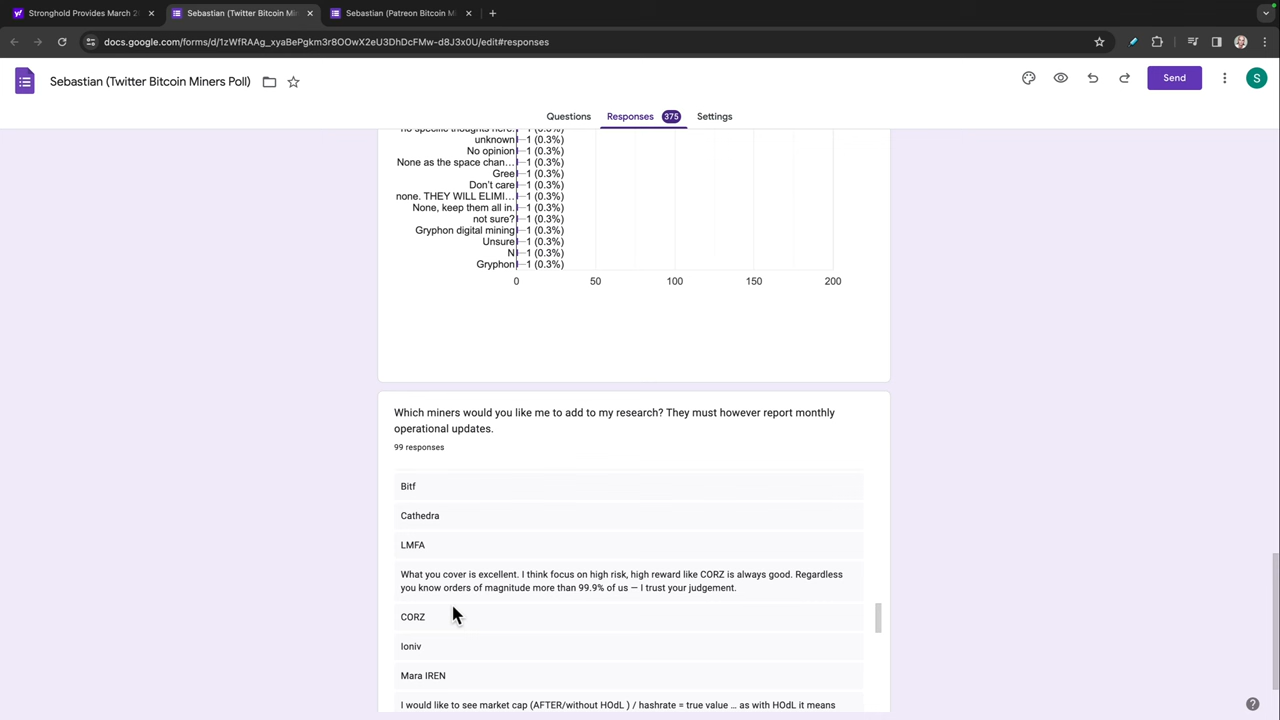 Stronghold Provides March 2
Sebastian (Twitter Bitcoin Min
Sebastian (Patreon Bitcoin M
docs.google.com/forms/d/1zWfRAAg_xyaBePgkm3r8OOwX2eU3DhDcFMw-d8J3x0U/edit#responses
Sebastian (Twitter Bitcoin Miners Poll)
Send
S
Questions
Responses 375
Settings
no specific thoughts here. 1 (0.3%)
unknown 1 (0.3%)
No opinion 1 (0.3%)
None as the space chan… 1 (0.3%)
Gree 1 (0.3%)
Don't care 1 (0.3%)
none. THEY WILL ELIMI… 1 (0.3%)
None, keep them all in. 1 (0.3%)
not sure? 1 (0.3%)
Gryphon digital mining 1 (0.3%)
Unsure 1 (0.3%)
N 1 (0.3%)
Gryphon 1 (0.3%)
0 50 100 150 200
Which miners would you like me to add to my research? They must however report monthly
operational updates.
99 responses
Bitf
Cathedra
LMFA
What you cover is excellent. I think focus on high risk, high reward like CORZ is always good. Regardless
you know orders of magnitude more than 99.9% of us — I trust your judgement.
CORZ
Ioniv
Mara IREN
I would like to see market cap (AFTER/without HOdL ) / hashrate = true value … as with HOdL it means